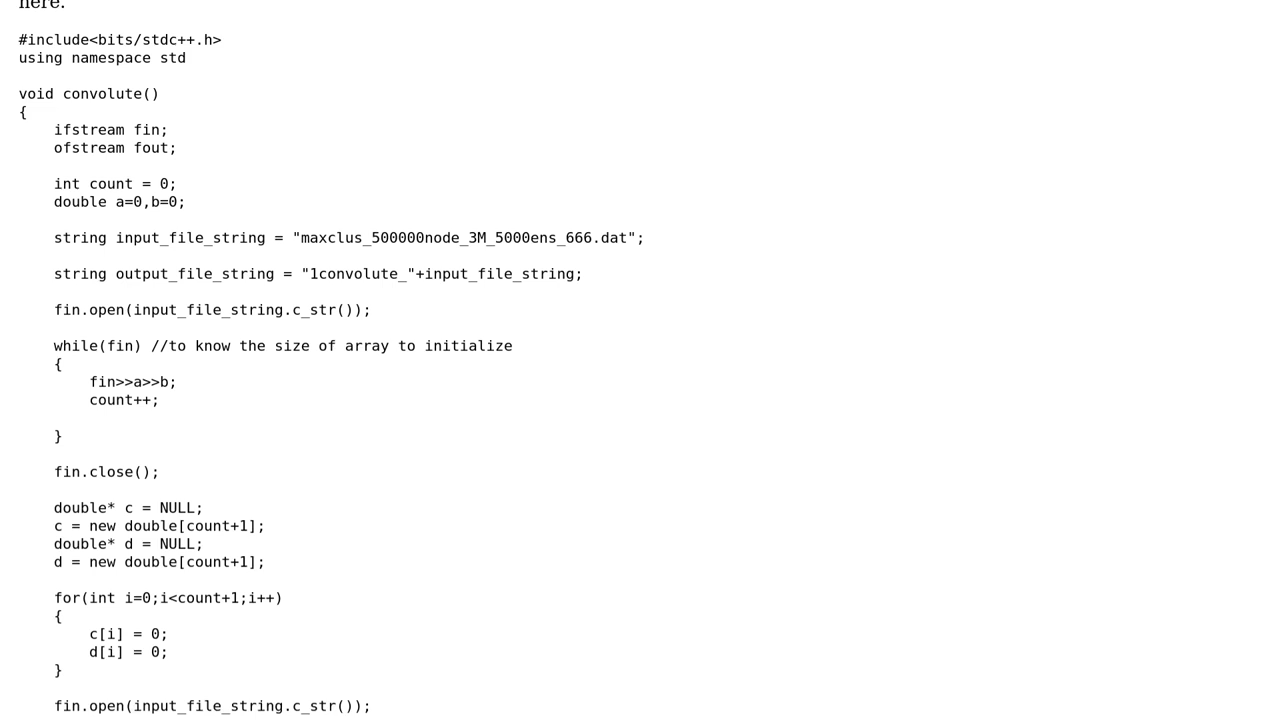 here.
#include<bits/stdc++.h>
using namespace std
void convolute()
{
    ifstream fin;
    ofstream fout;
    int count = 0;
    double a=0,b=0;
    string input_file_string = "maxclus_500000node_3M_5000ens_666.dat";
    string output_file_string = "1convolute_"+input_file_string;
    fin.open(input_file_string.c_str());
    while(fin) //to know the size of array to initialize
    {
        fin>>a>>b;
        count++;
    }
    fin.close();
    double* c = NULL;
    c = new double[count+1];
    double* d = NULL;
    d = new double[count+1];
    for(int i=0;i<count+1;i++)
    {
        c[i] = 0;
        d[i] = 0;
    }
    fin.open(input_file_string.c_str());